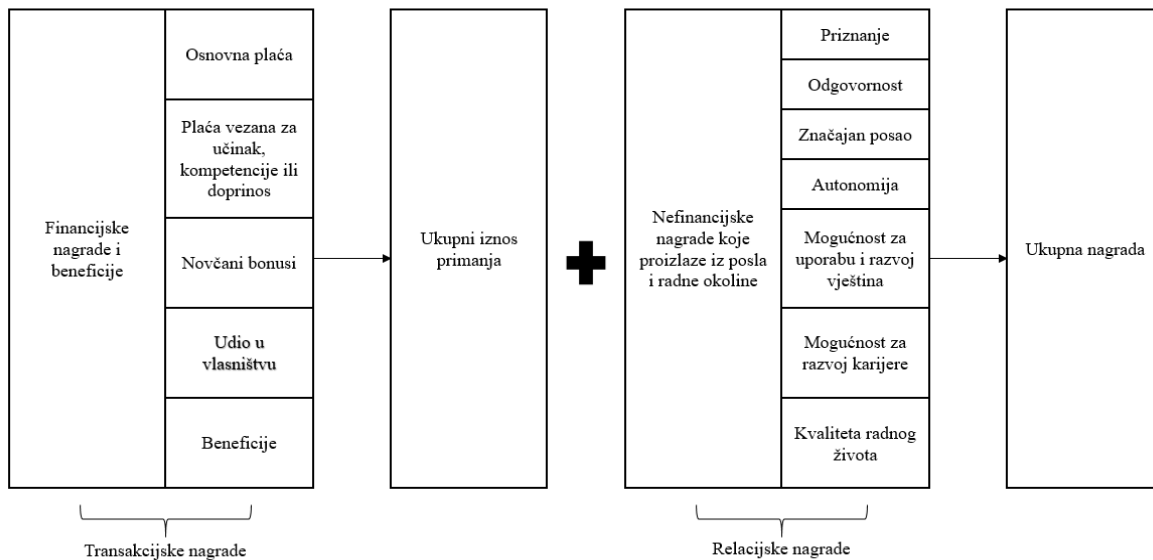 Financijske
nagrade i
beneficije
Osnovna plaća
Plaća vezana za
učinak,
kompetencije ili
doprinos
Novčani bonusi
Udio u
vlasništvu
Beneficije
Transakcijske nagrade
Ukupni iznos
primanja
Nefinancijske
nagrade koje
proizlaze iz posla
i radne okoline
Priznanje
Odgovornost
Značajan posao
Autonomija
Mogućnost za
uporabu i razvoj
vještina
Mogućnost za
razvoj karijere
Kvaliteta radnog
života
Relacijske nagrade
Ukupna nagrada